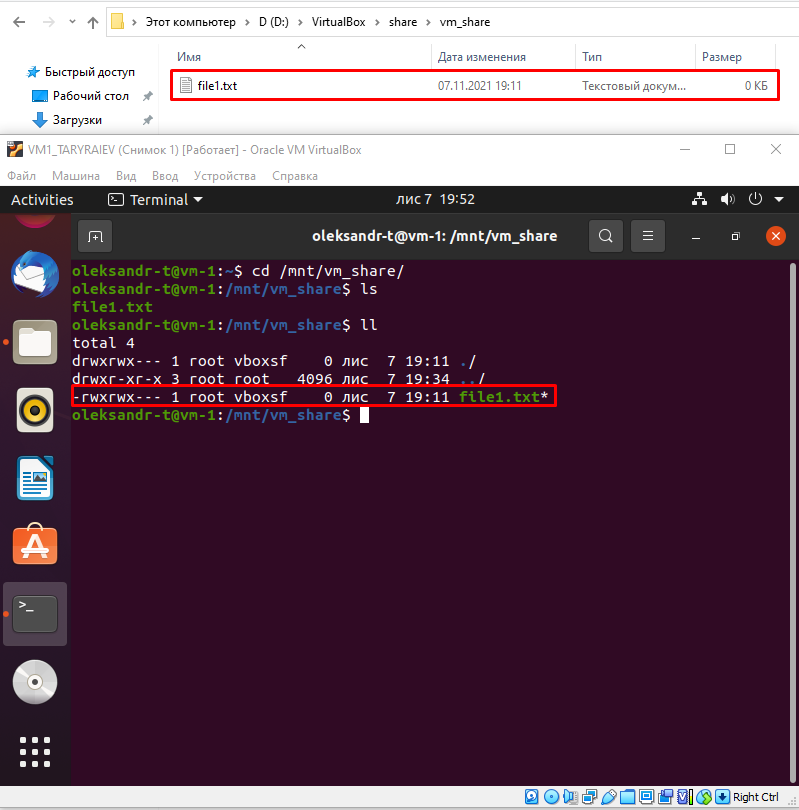 Этот компьютер › D (D:) › VirtualBox › share › vm_share
Имя Дата изменения Тип Размер
Быстрый доступ
file1.txt 07.11.2021 19:11 Текстовый докум... 0 КБ
Рабочий стол
Загрузки
VM1_TARYRAIEV (Снимок 1) [Работает] - Oracle VM VirtualBox
Файл Машина Вид Ввод Устройства Справка
Activities Terminal лис 7 19:52
oleksandr-t@vm-1: /mnt/vm_share
oleksandr-t@vm-1:~$ cd /mnt/vm_share/
oleksandr-t@vm-1:/mnt/vm_share$ ls
file1.txt
oleksandr-t@vm-1:/mnt/vm_share$ ll
total 4
drwxrwx--- 1 root vboxsf 0 лис 7 19:11 ./
drwxr-xr-x 3 root root 4096 лис 7 19:34 ../
-rwxrwx--- 1 root vboxsf 0 лис 7 19:11 file1.txt*
oleksandr-t@vm-1:/mnt/vm_share$
Right Ctrl